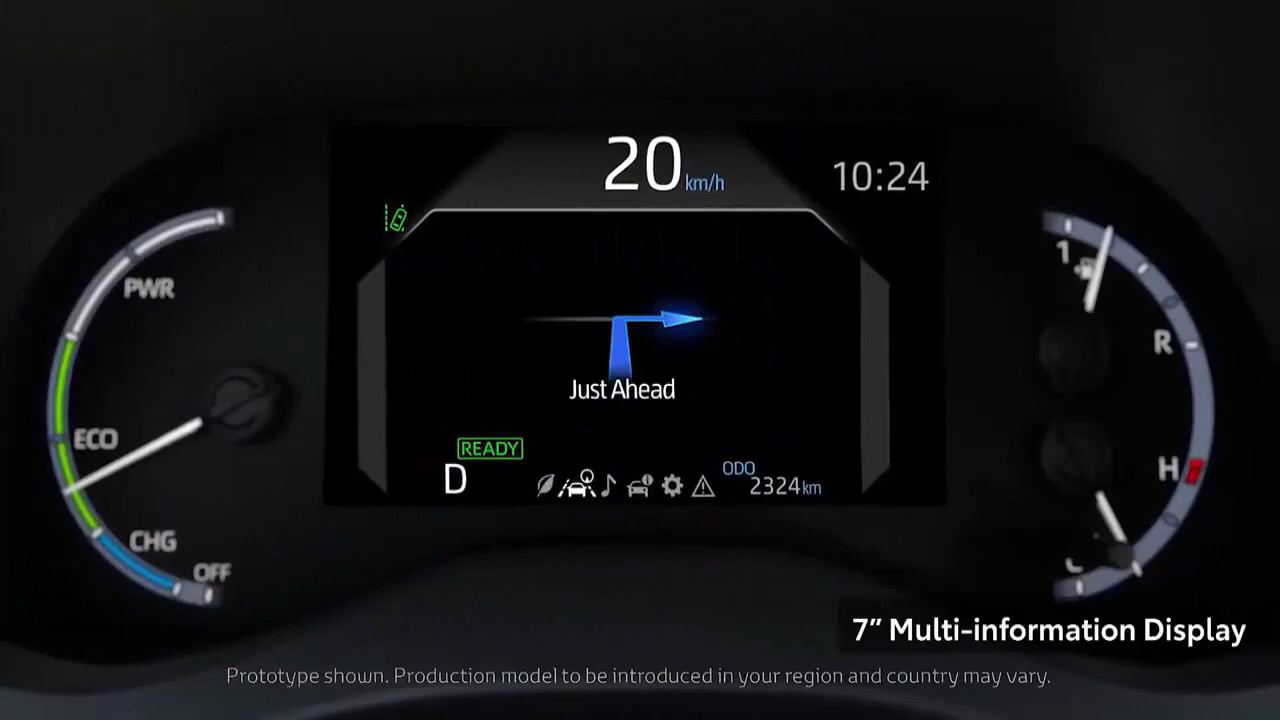 20 km/h
10:24
PWR
1
R
Just Ahead
ECO
READY
H
D
ODO
2324 km
CHG
OFF
C
7” Multi-information Display
Prototype shown. Production model to be introduced in your region and country may vary.